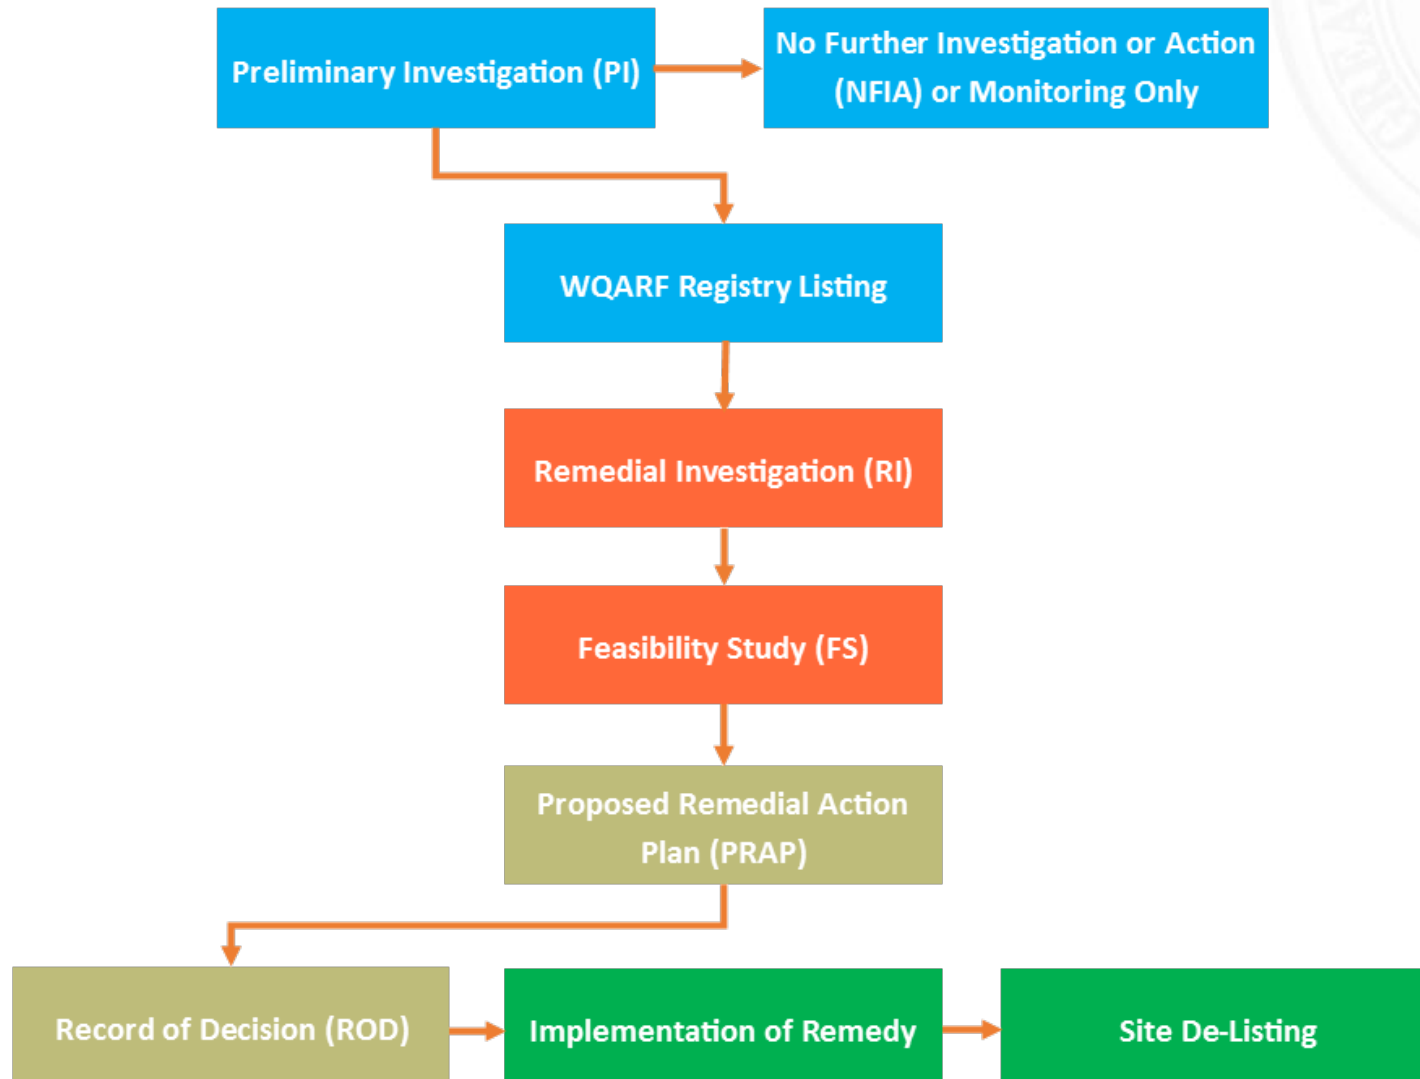 Preliminary Investigation (PI)
No Further Investigation or Action
(NFIA) or Monitoring Only
WQARF Registry Listing
Remedial Investigation (RI)
Feasibility Study (FS)
Proposed Remedial Action
Plan (PRAP)
Record of Decision (ROD)
Implementation of Remedy
Site De-Listing